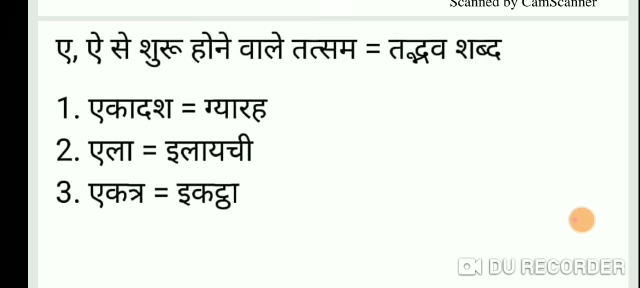 Scanned by CamScanner
ए, ऐ से शुरू होने वाले तत्सम = तद्भव शब्द
1. एकादश = ग्यारह
2. एला = इलायची
3. एकत्र = इकट्ठा
DU RECORDER